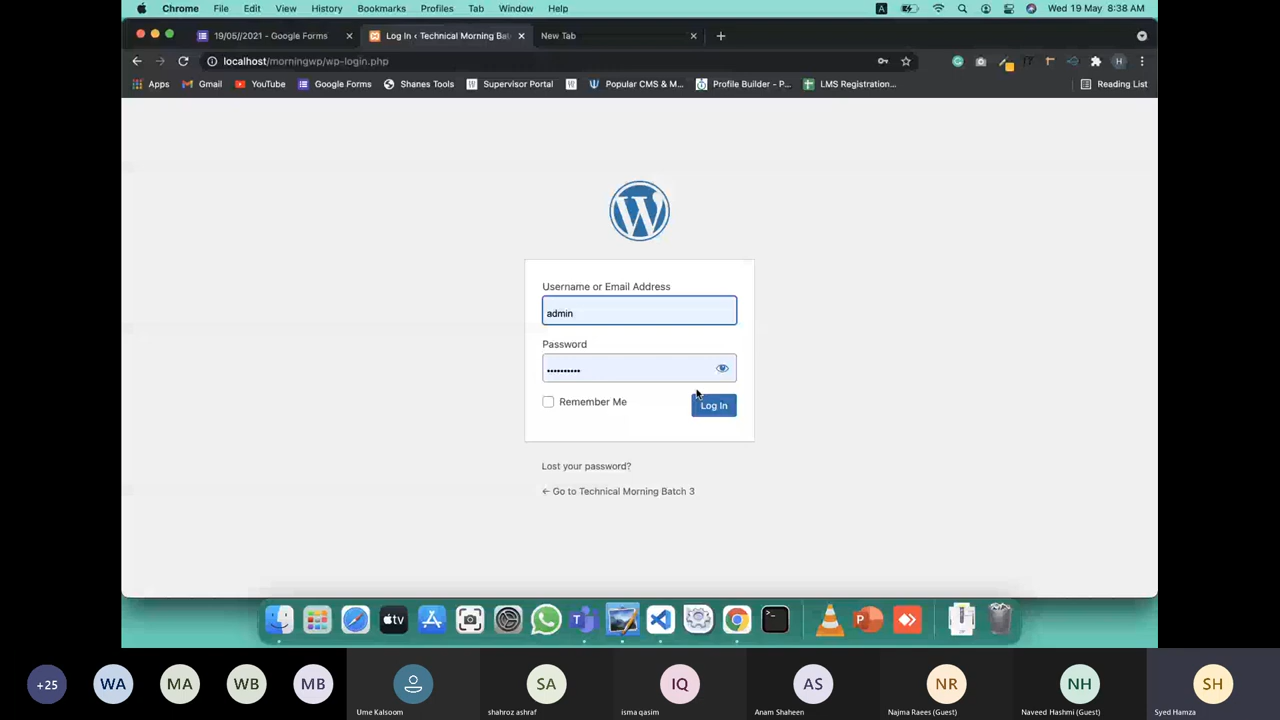 Chrome File Edit View History Bookmarks Profiles Tab Window Help A Wed 19 May 8:38 AM
19/05//2021 - Google Forms Log In ‹ Technical Morning Bat New Tab
localhost/morningwp/wp-login.php H
Apps Gmail YouTube Google Forms Shanes Tools Supervisor Portal Popular CMS & M... Profile Builder - P... LMS Registration... Reading List
Username or Email Address
admin
Password
••••••••••
Remember Me Log In
Lost your password?
← Go to Technical Morning Batch 3
tv
+25 WA MA WB MB SA IQ AS NR NH SH
Ume Kalsoom shahroz ashraf isma qasim Anam Shaheen Najma Raees (Guest) Naveed Hashmi (Guest) Syed Hamza